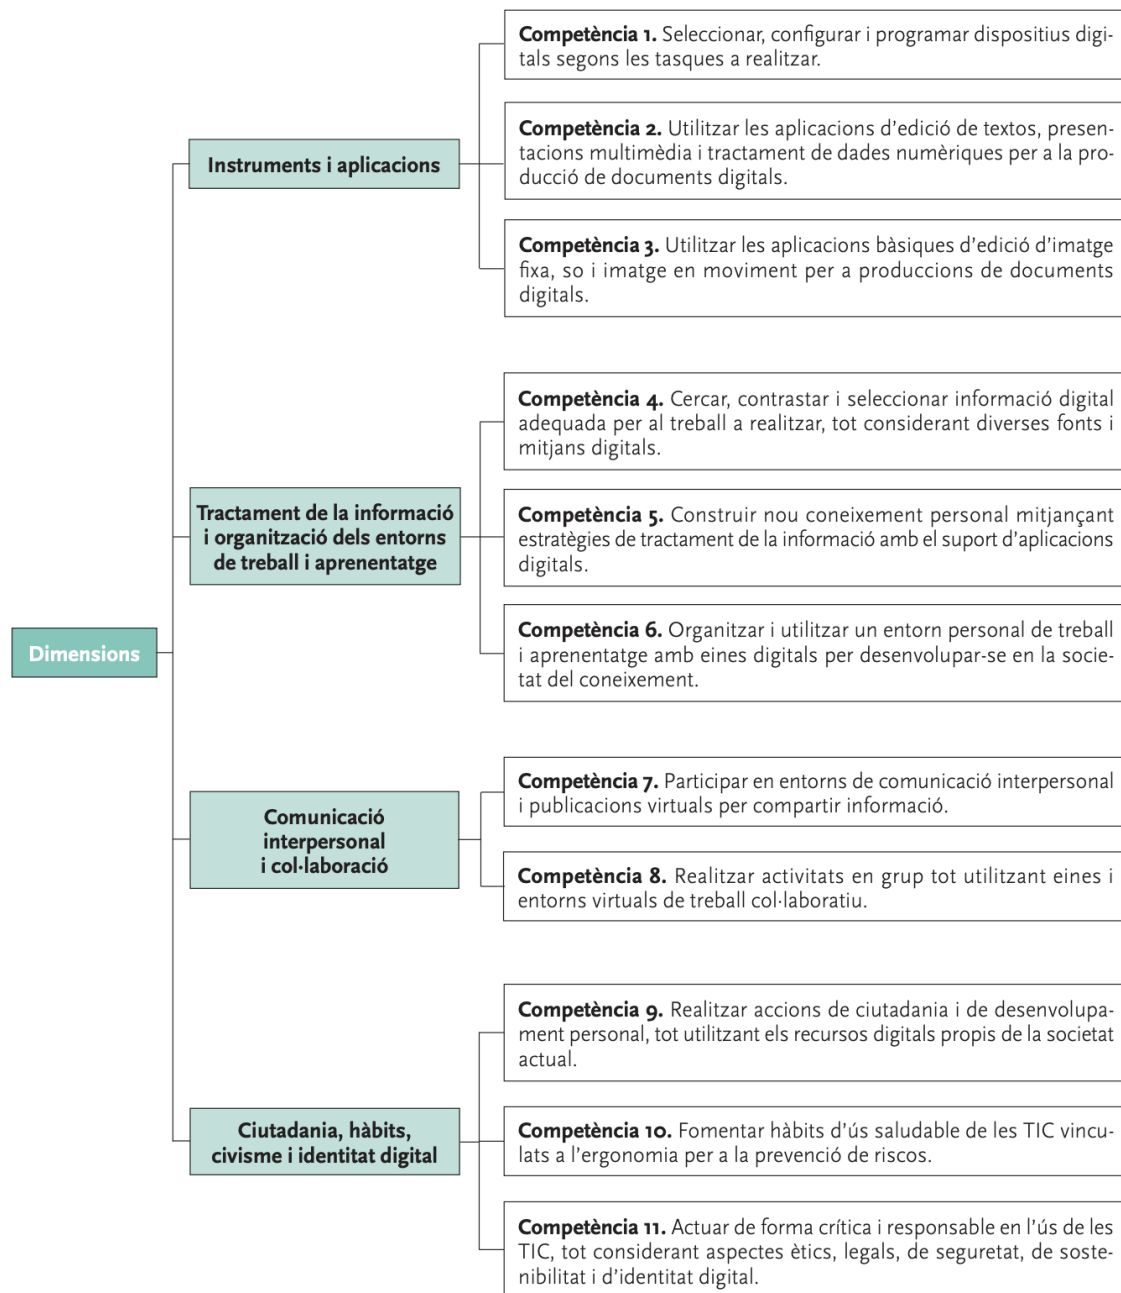 Dimensions
Instruments i aplicacions
Competència 1. Seleccionar, configurar i programar dispositius digi-
tals segons les tasques a realitzar.
Competència 2. Utilitzar les aplicacions d’edició de textos, presen-
tacions multimèdia i tractament de dades numèriques per a la pro-
ducció de documents digitals.
Competència 3. Utilitzar les aplicacions bàsiques d’edició d’imatge
fixa, so i imatge en moviment per a produccions de documents
digitals.
Tractament de la informació
i organització dels entorns
de treball i aprenentatge
Competència 4. Cercar, contrastar i seleccionar informació digital
adequada per al treball a realitzar, tot considerant diverses fonts i
mitjans digitals.
Competència 5. Construir nou coneixement personal mitjançant
estratègies de tractament de la informació amb el suport d’aplicacions
digitals.
Competència 6. Organitzar i utilitzar un entorn personal de treball
i aprenentatge amb eines digitals per desenvolupar-se en la socie-
tat del coneixement.
Comunicació
interpersonal
i col·laboració
Competència 7. Participar en entorns de comunicació interpersonal
i publicacions virtuals per compartir informació.
Competència 8. Realitzar activitats en grup tot utilitzant eines i
entorns virtuals de treball col·laboratiu.
Ciutadania, hàbits,
civisme i identitat digital
Competència 9. Realitzar accions de ciutadania i de desenvolupa-
ment personal, tot utilitzant els recursos digitals propis de la societat
actual.
Competència 10. Fomentar hàbits d’ús saludable de les TIC vincu-
lats a l’ergonomia per a la prevenció de riscos.
Competència 11. Actuar de forma crítica i responsable en l’ús de les
TIC, tot considerant aspectes ètics, legals, de seguretat, de soste-
nibilitat i d’identitat digital.